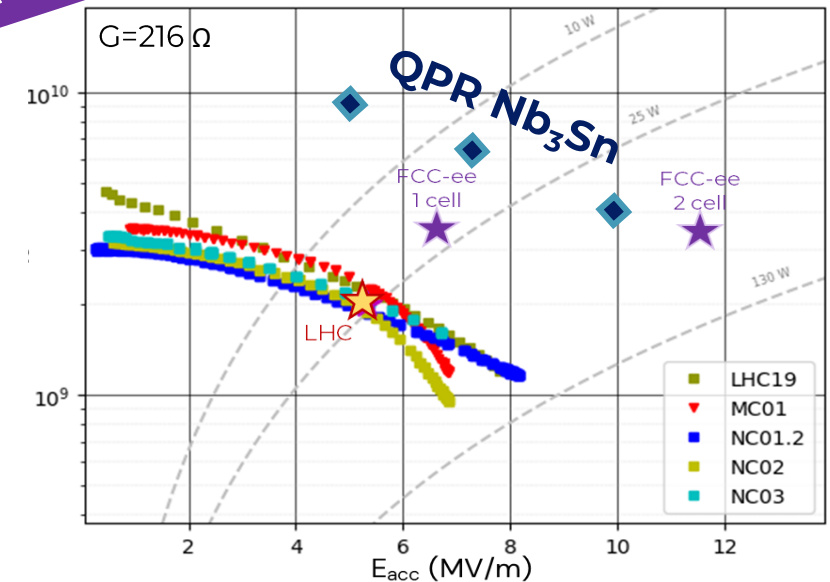 G=216 Ω
10 W
QPR Nb₃Sn
10¹⁰
25 W
FCC-ee
1 cell
FCC-ee
2 cell
130 W
LHC
LHC19
MC01
NC01.2
NC02
NC03
10⁹
2 4 6 8 10 12
Eacc (MV/m)